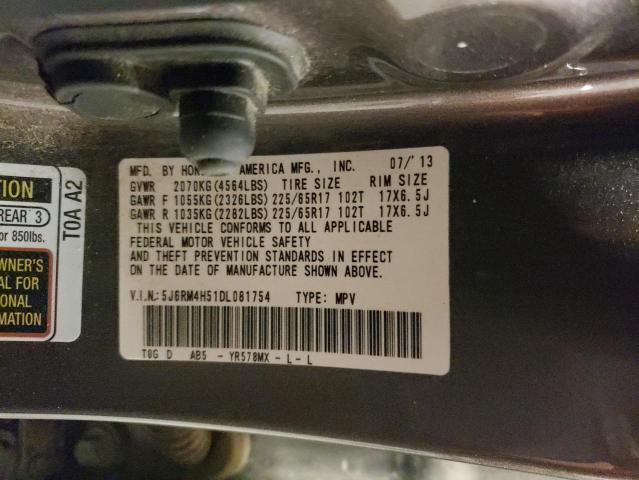 TION
REAR 3
or 850lbs.
OWNER'S
AL FOR
IONAL
MATION
T0A A2
MFD. BY HON AMERICA MFG., INC. 07/'13
GVWR 2070KG(4564LBS) TIRE SIZE RIM SIZE
GAWR F 1055KG(2326LBS) 225/65R17 102T 17X6.5J
GAWR R 1035KG(2282LBS) 225/65R17 102T 17X6.5J
THIS VEHICLE CONFORMS TO ALL APPLICABLE
FEDERAL MOTOR VEHICLE SAFETY
AND THEFT PREVENTION STANDARDS IN EFFECT
ON THE DATE OF MANUFACTURE SHOWN ABOVE.
V.I.N.:5J6RM4H51DL081754 TYPE: MPV
T0G D AB5 - YR578MX - L - L